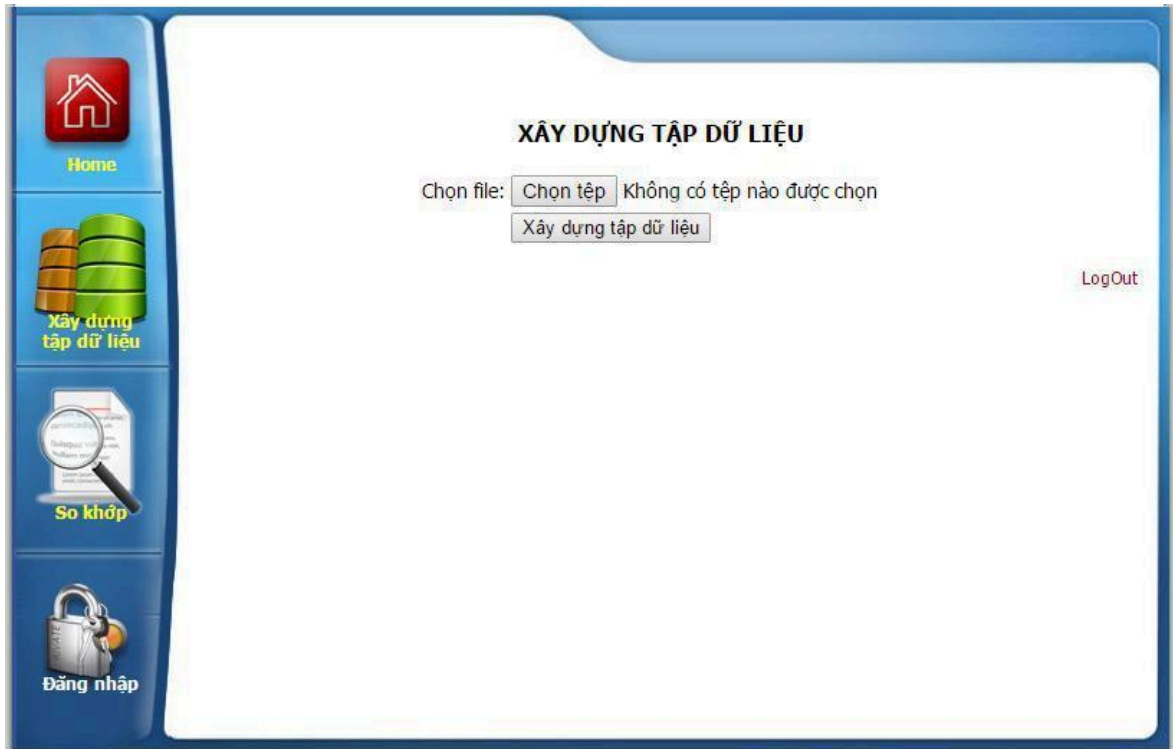 Home
Xây dựng
tập dữ liệu
So khớp
PRIVATE
Đăng nhập
XÂY DỰNG TẬP DỮ LIỆU
Chọn file: Chọn tệp Không có tệp nào được chọn
Xây dựng tập dữ liệu
LogOut